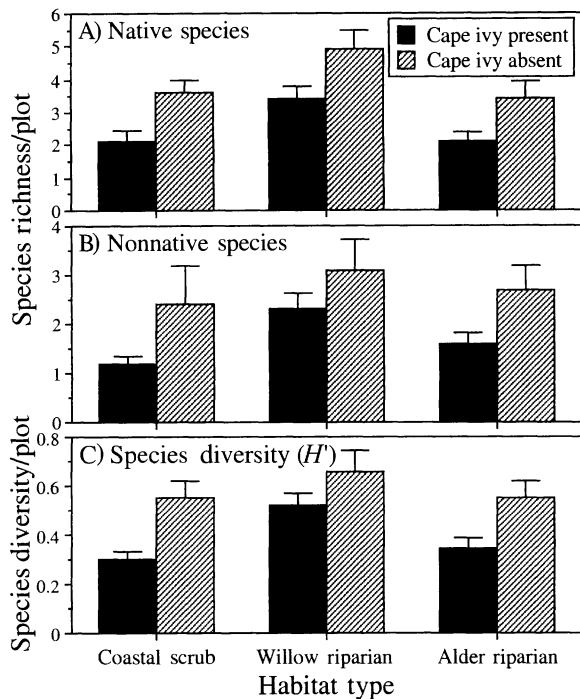 A) Native species
Cape ivy present
Cape ivy absent
6
5
4
3
2
1
0
Species richness/plot
B) Nonnative species
4
3
2
1
0
C) Species diversity (H')
0.8
0.6
0.4
0.2
0
Species diversity/plot
Coastal scrub Willow riparian Alder riparian
Habitat type